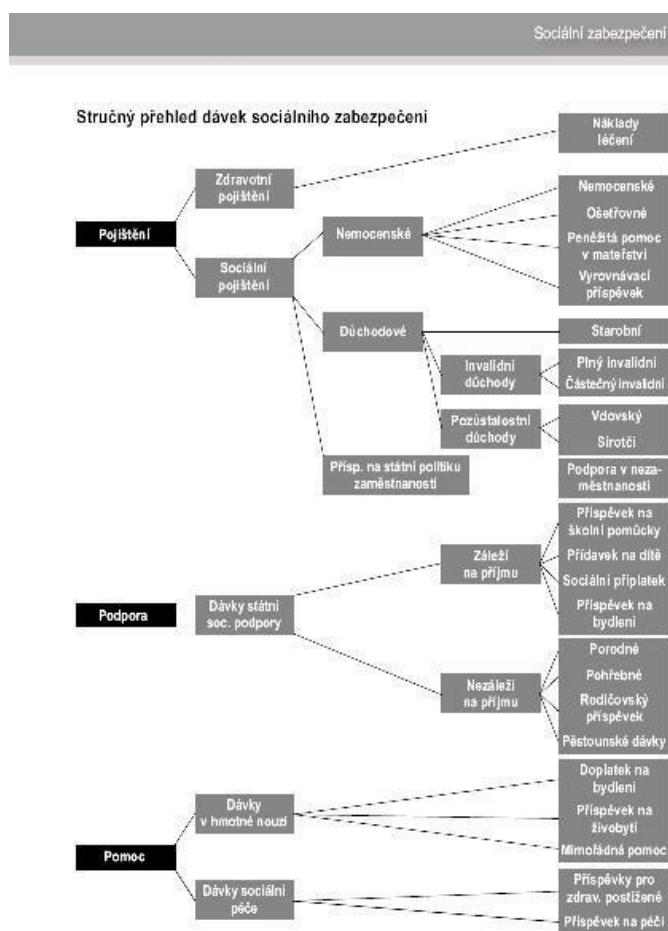 Sociální zabezpečení
Stručný přehled dávek sociálního zabezpečení
Náklady
léčení
Zdravotní
pojištění
Pojištění
Sociální
pojištění
Nemocenské
Nemocenské
Ošetřovné
Peněžitá pomoc
v mateřství
Vyrovnávací
příspěvek
Důchodové
Starobní
Invalidní
důchody
Plný invalidní
Částečný invalidní
Pozůstalostní
důchody
Vdovský
Sirotčí
Přísp. na státní politiku
zaměstnanosti
Podpora v neza-
městnanosti
Podpora
Dávky státní
soc. podpory
Záleží
na příjmu
Příspěvek na
školní pomůcky
Přídavek na dítě
Sociální příplatek
Příspěvek na
bydlení
Nezáleží
na příjmu
Porodné
Pohřebné
Rodičovský
příspěvek
Pěstounské dávky
Pomoc
Dávky
v hmotné nouzi
Doplatek na
bydlení
Příspěvek na
živobytí
Mimořádná pomoc
Dávky sociální
péče
Příspěvky pro
zdrav. postižené
Příspěvek na péči